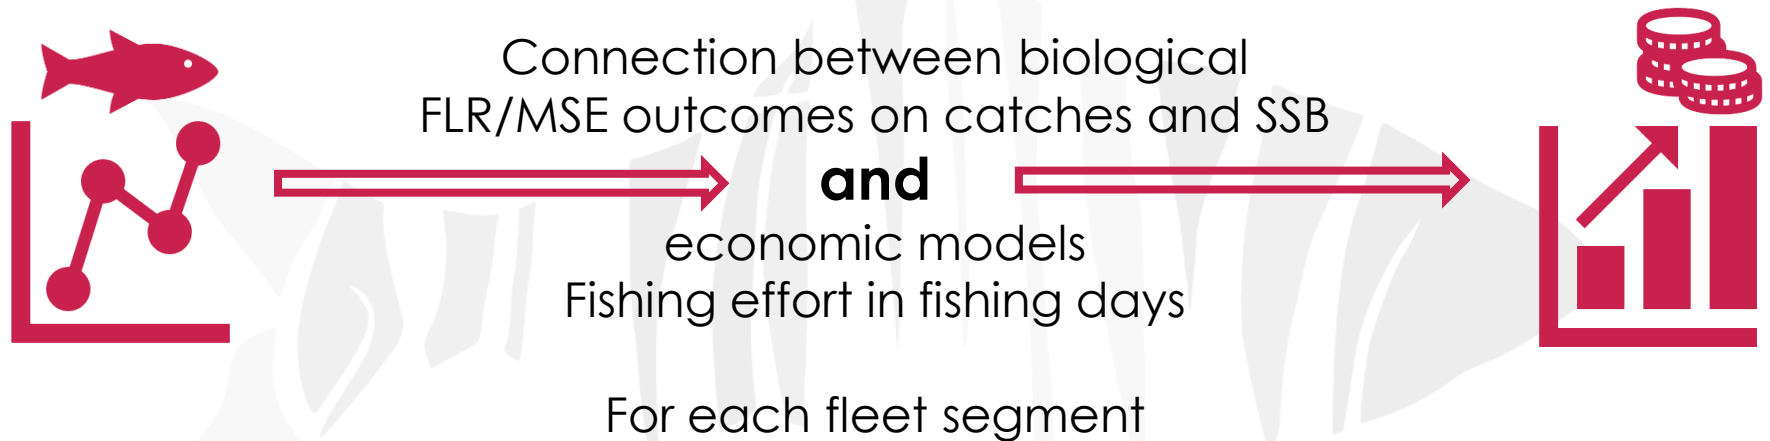 Connection between biological
FLR/MSE outcomes on catches and SSB
and
economic models
Fishing effort in fishing days
For each fleet segment